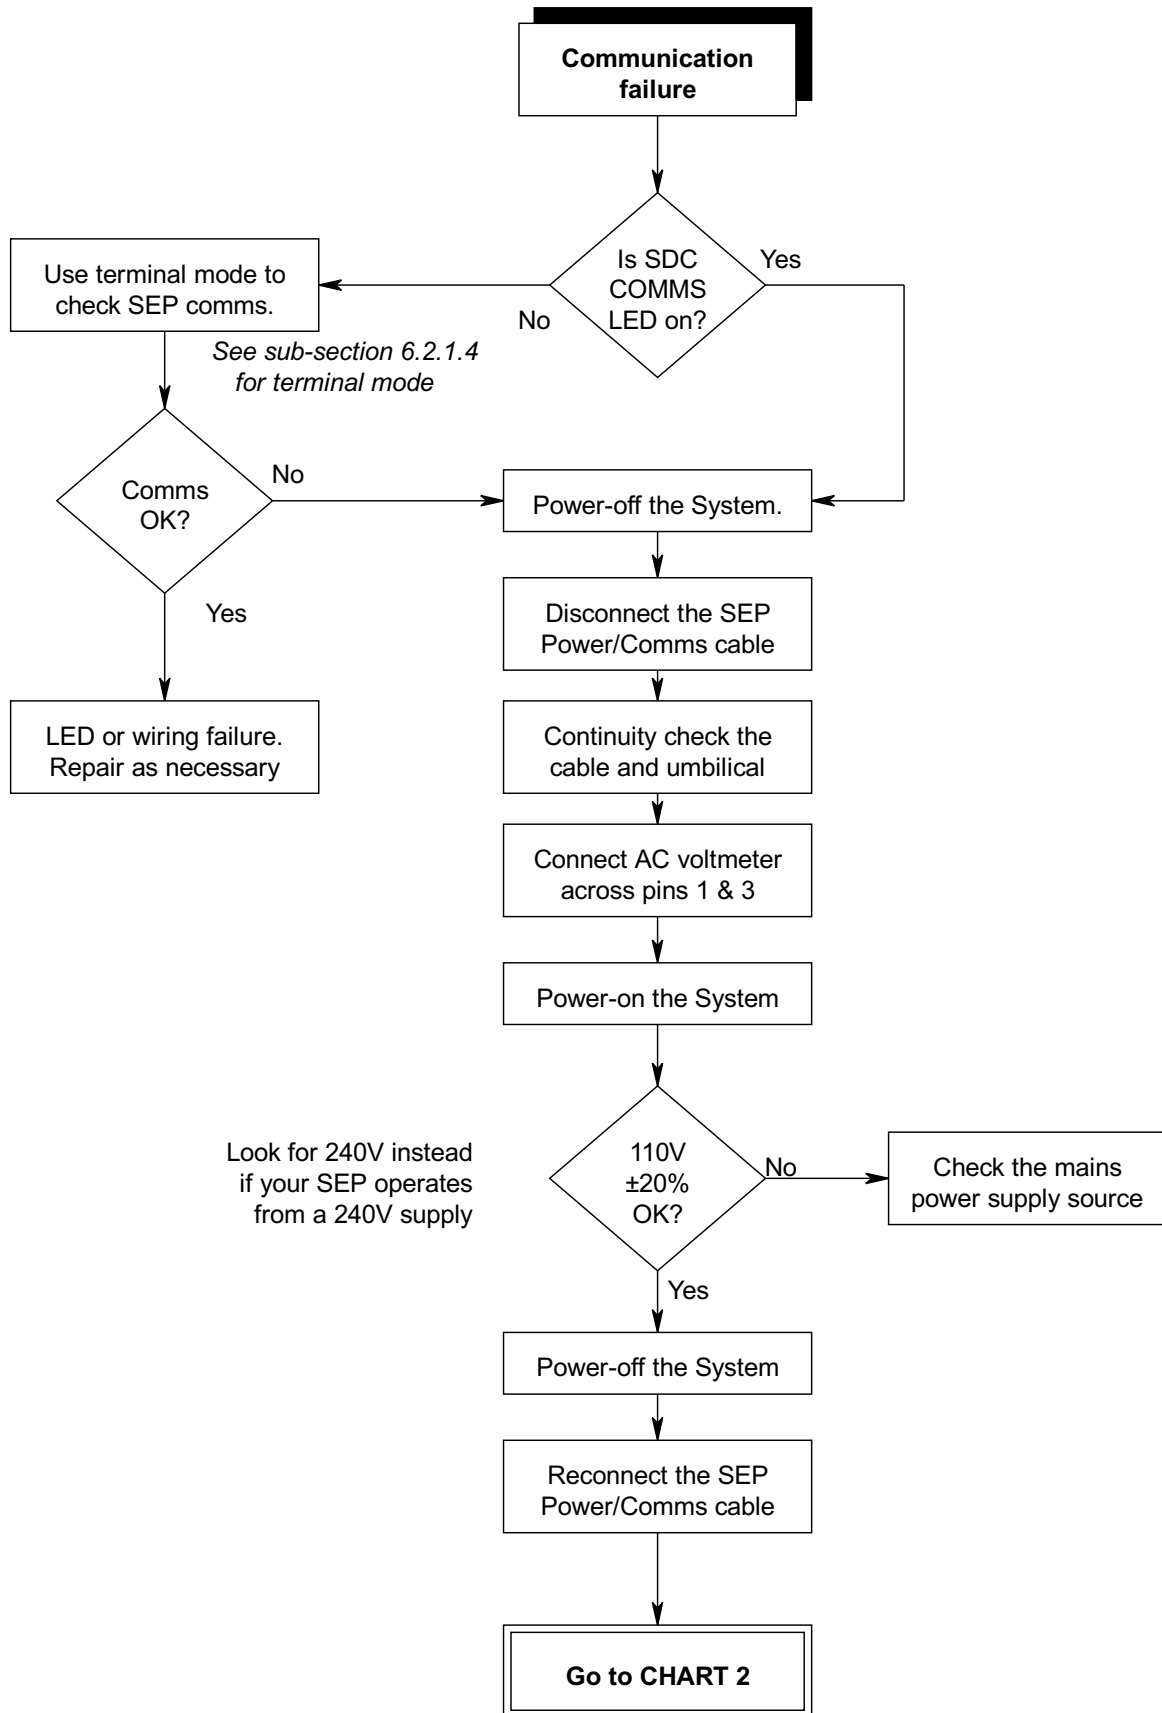 Communication
failure
Is SDC
COMMS
LED on?
Yes
No
Use terminal mode to
check SEP comms.
See sub-section 6.2.1.4
for terminal mode
Comms
OK?
No
Yes
LED or wiring failure.
Repair as necessary
Power-off the System.
Disconnect the SEP
Power/Comms cable
Continuity check the
cable and umbilical
Connect AC voltmeter
across pins 1 & 3
Power-on the System
Look for 240V instead
if your SEP operates
from a 240V supply
110V
±20%
OK?
No
Check the mains
power supply source
Yes
Power-off the System
Reconnect the SEP
Power/Comms cable
Go to CHART 2